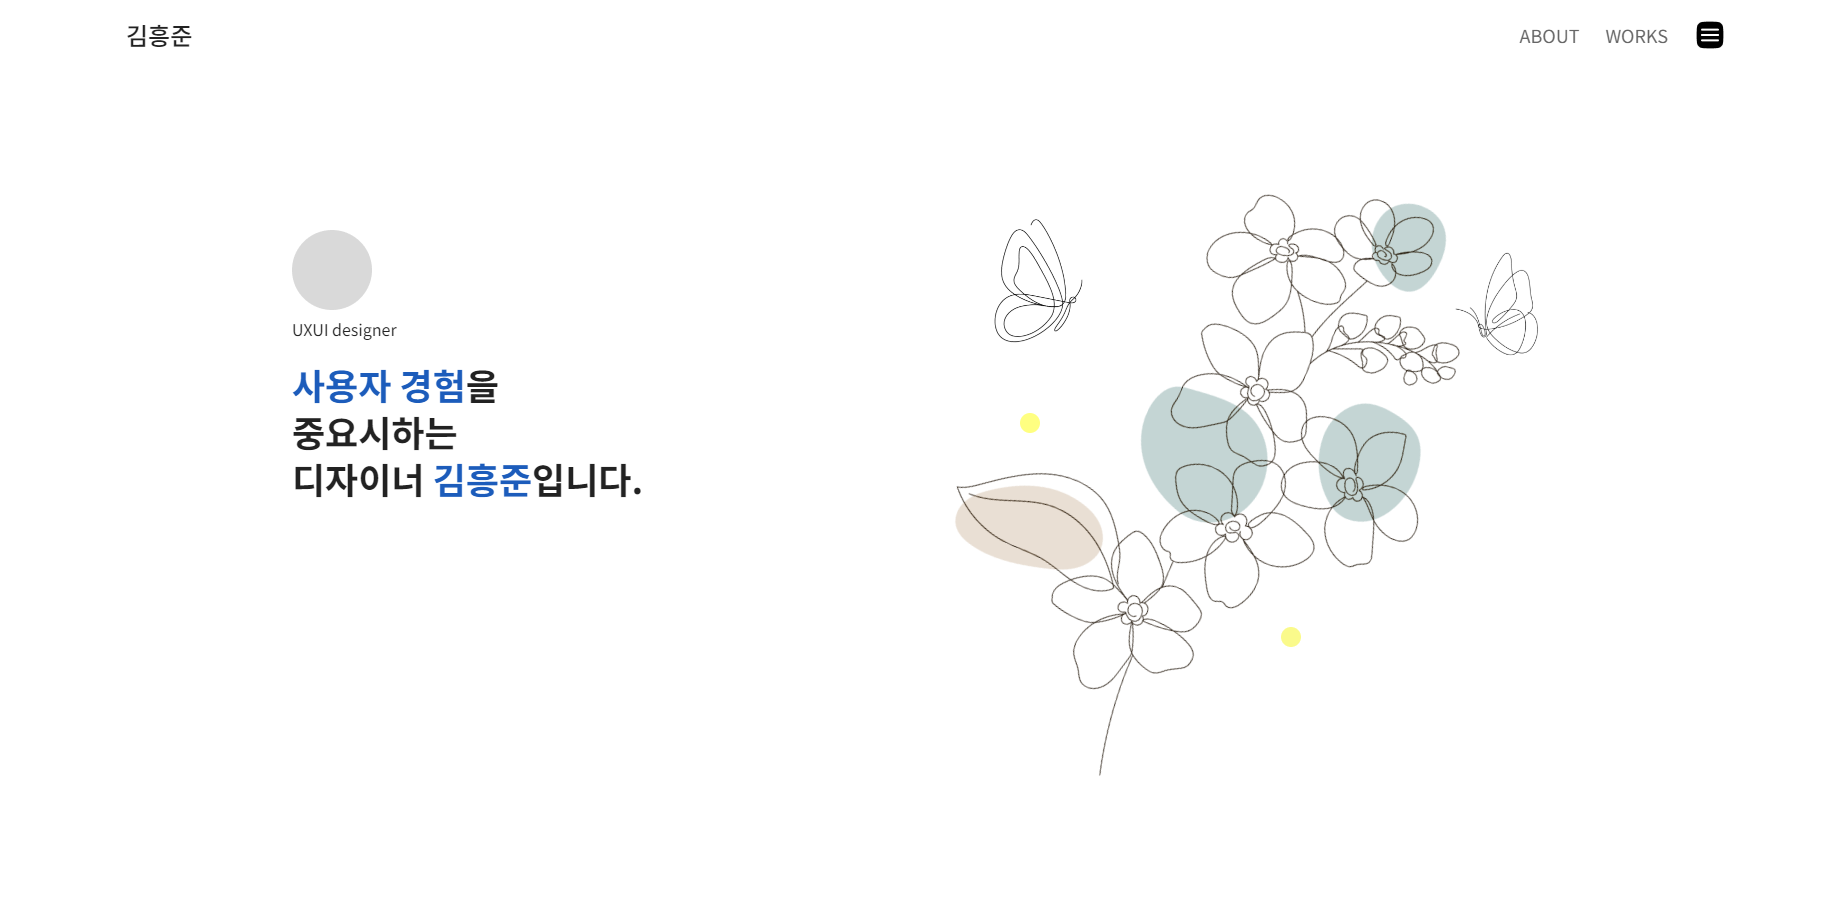 김흥준
ABOUT WORKS
UXUI designer
사용자 경험을
중요시하는
디자이너 김흥준입니다.